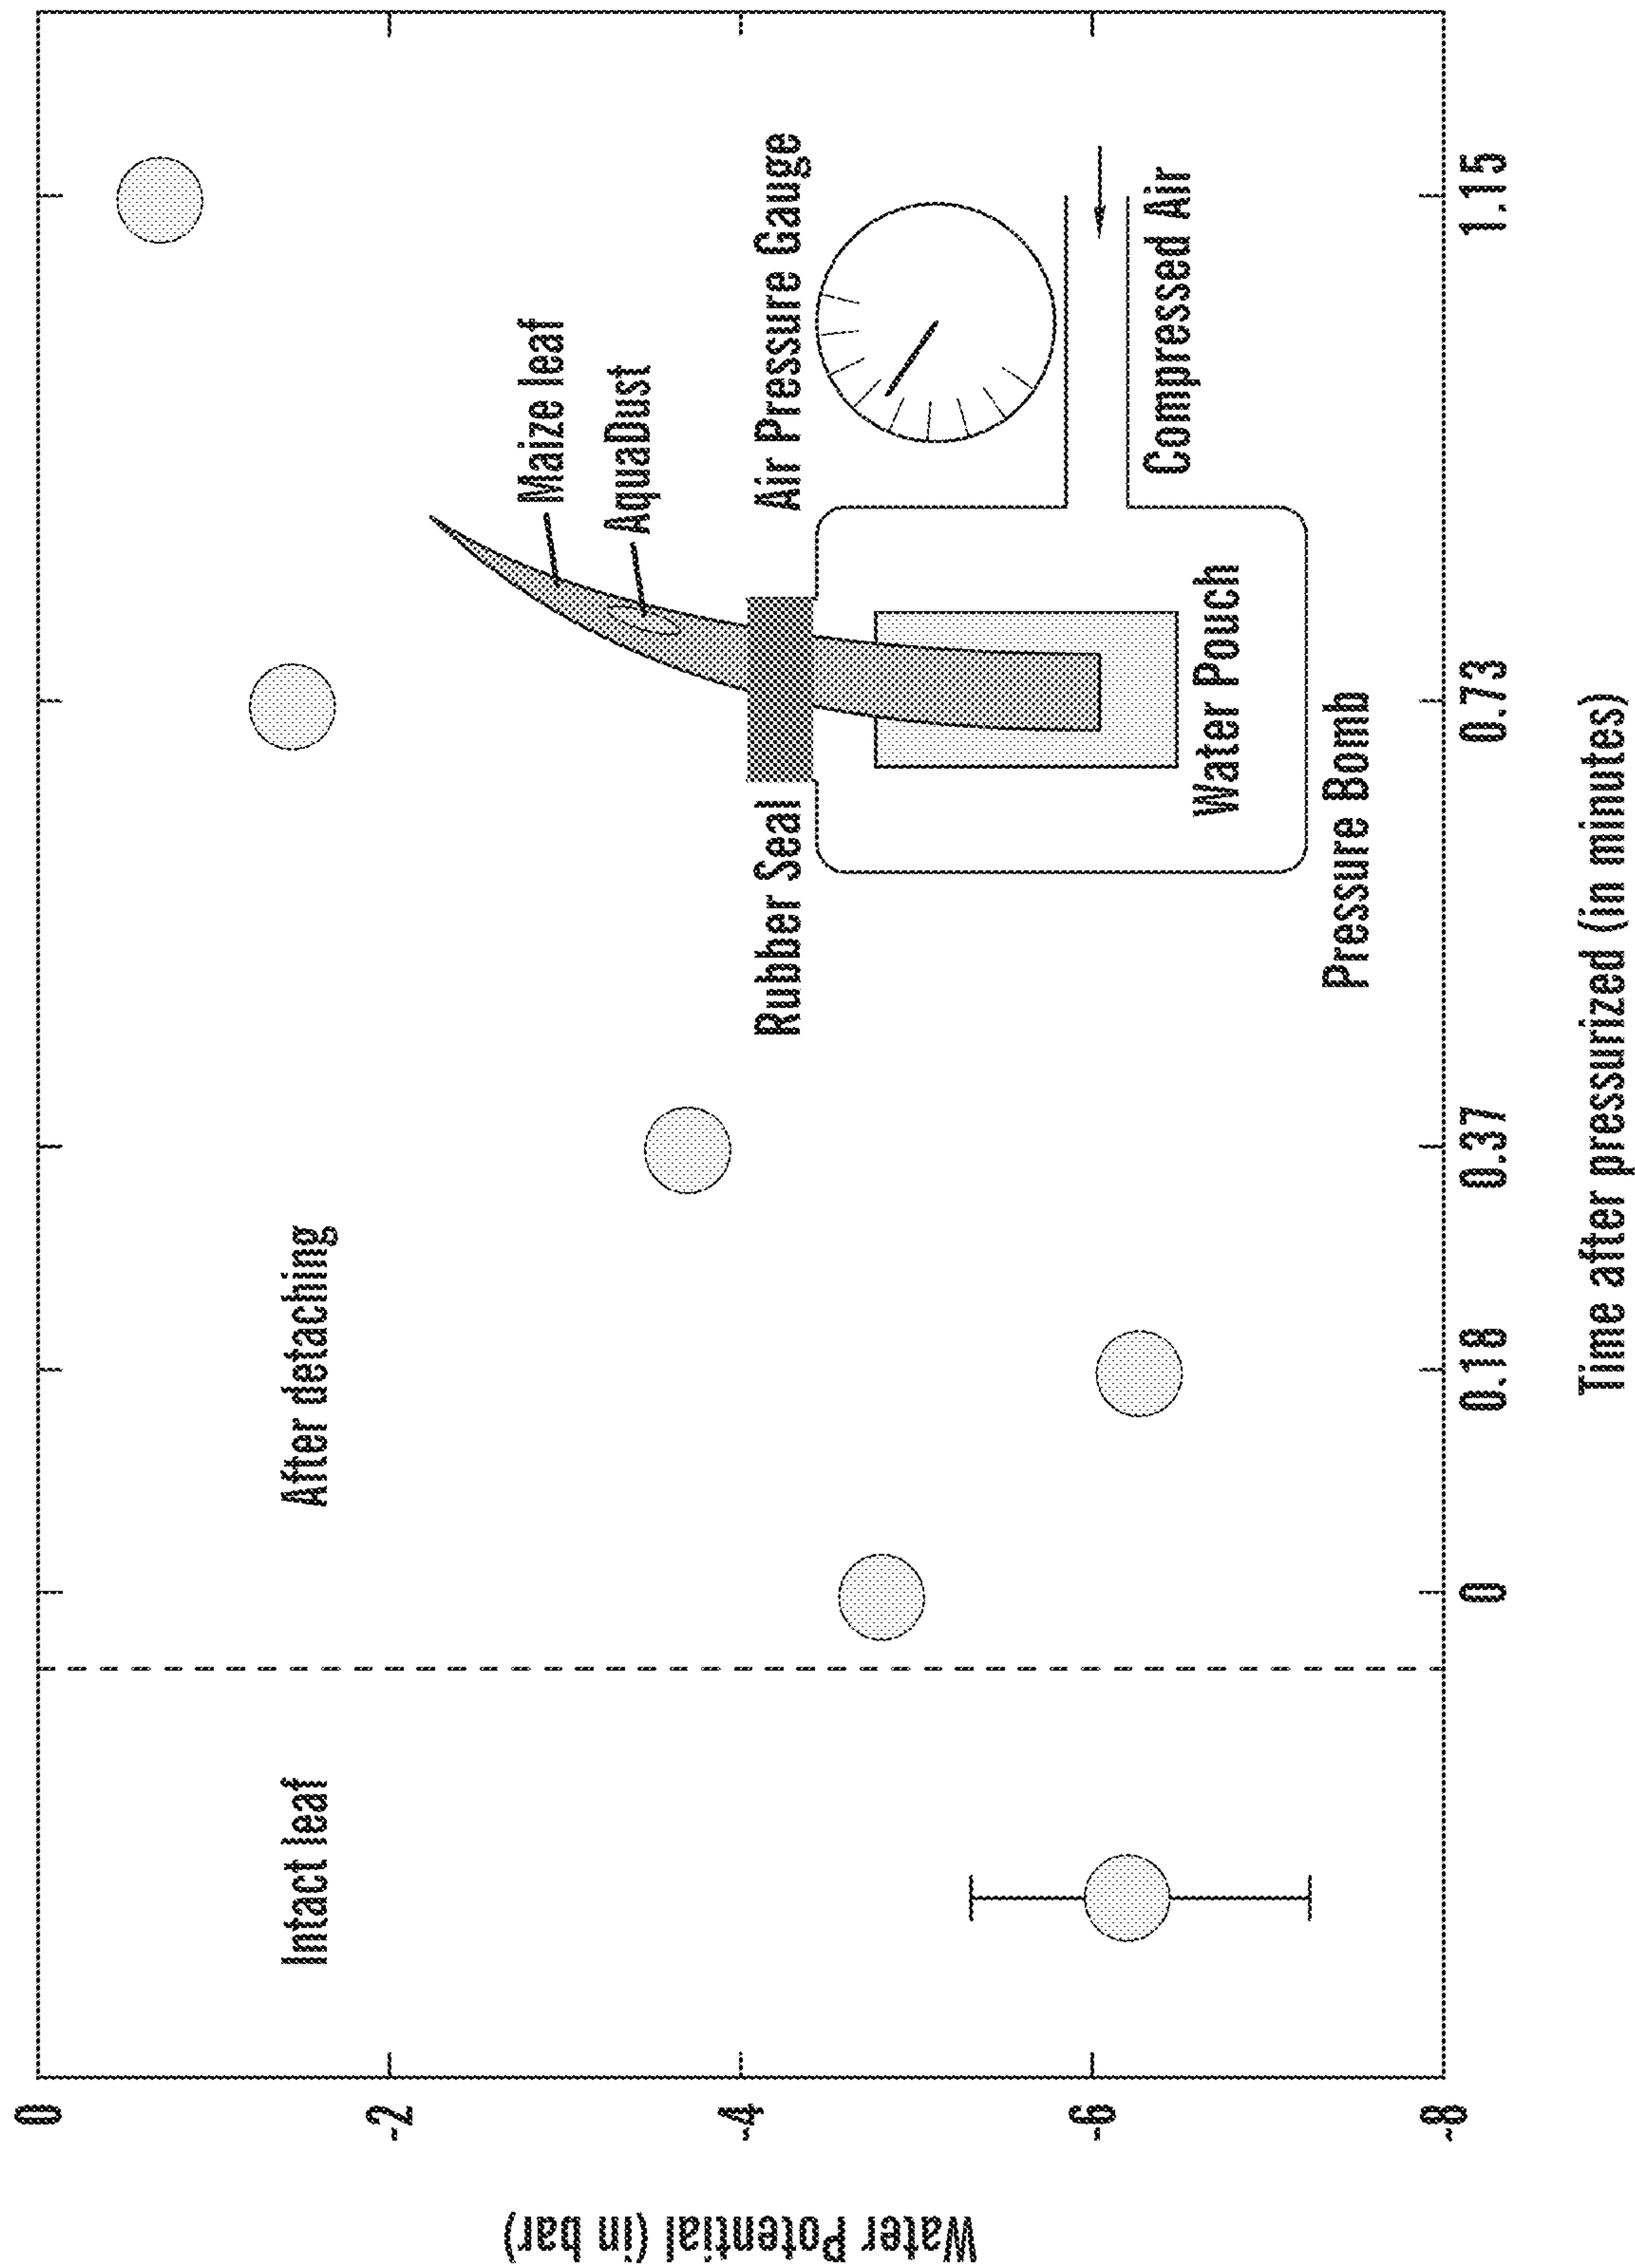 Water Potential (in bar)
-0
-2
-4
-6
-8
Intact leaf
After detaching
Maize leaf
AquaDust
Rubber Seal
Air Pressure Gauge
Compressed Air
Water Pouch
Pressure Bomb
0
0.18
0.37
0.73
1.15
Time after pressurized (in minutes)